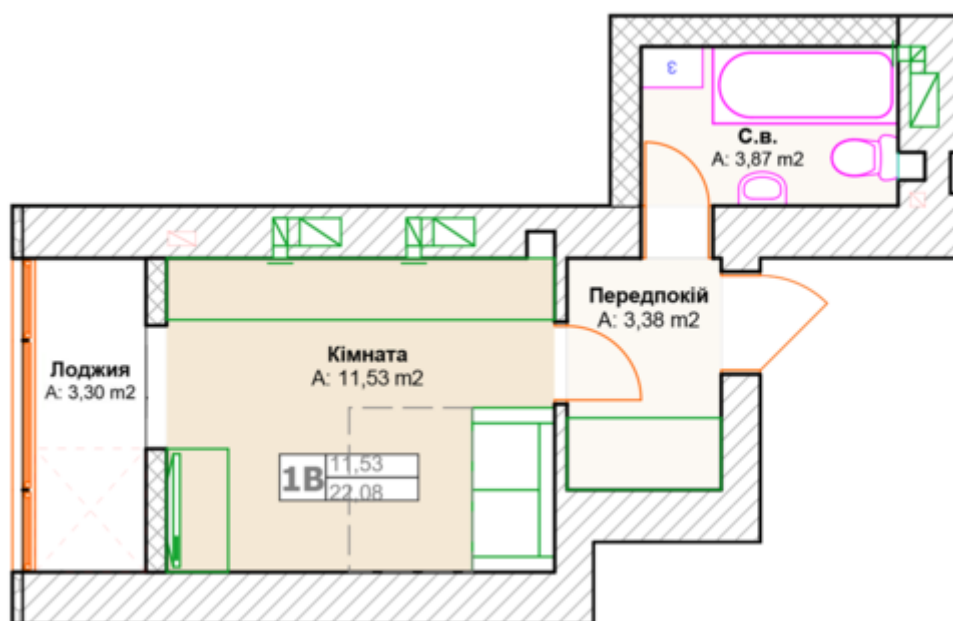 ε
С.в.
A: 3,87 m2
Передпокій
A: 3,38 m2
Кімната
A: 11,53 m2
Лоджия
A: 3,30 m2
1В
11,53
22,08